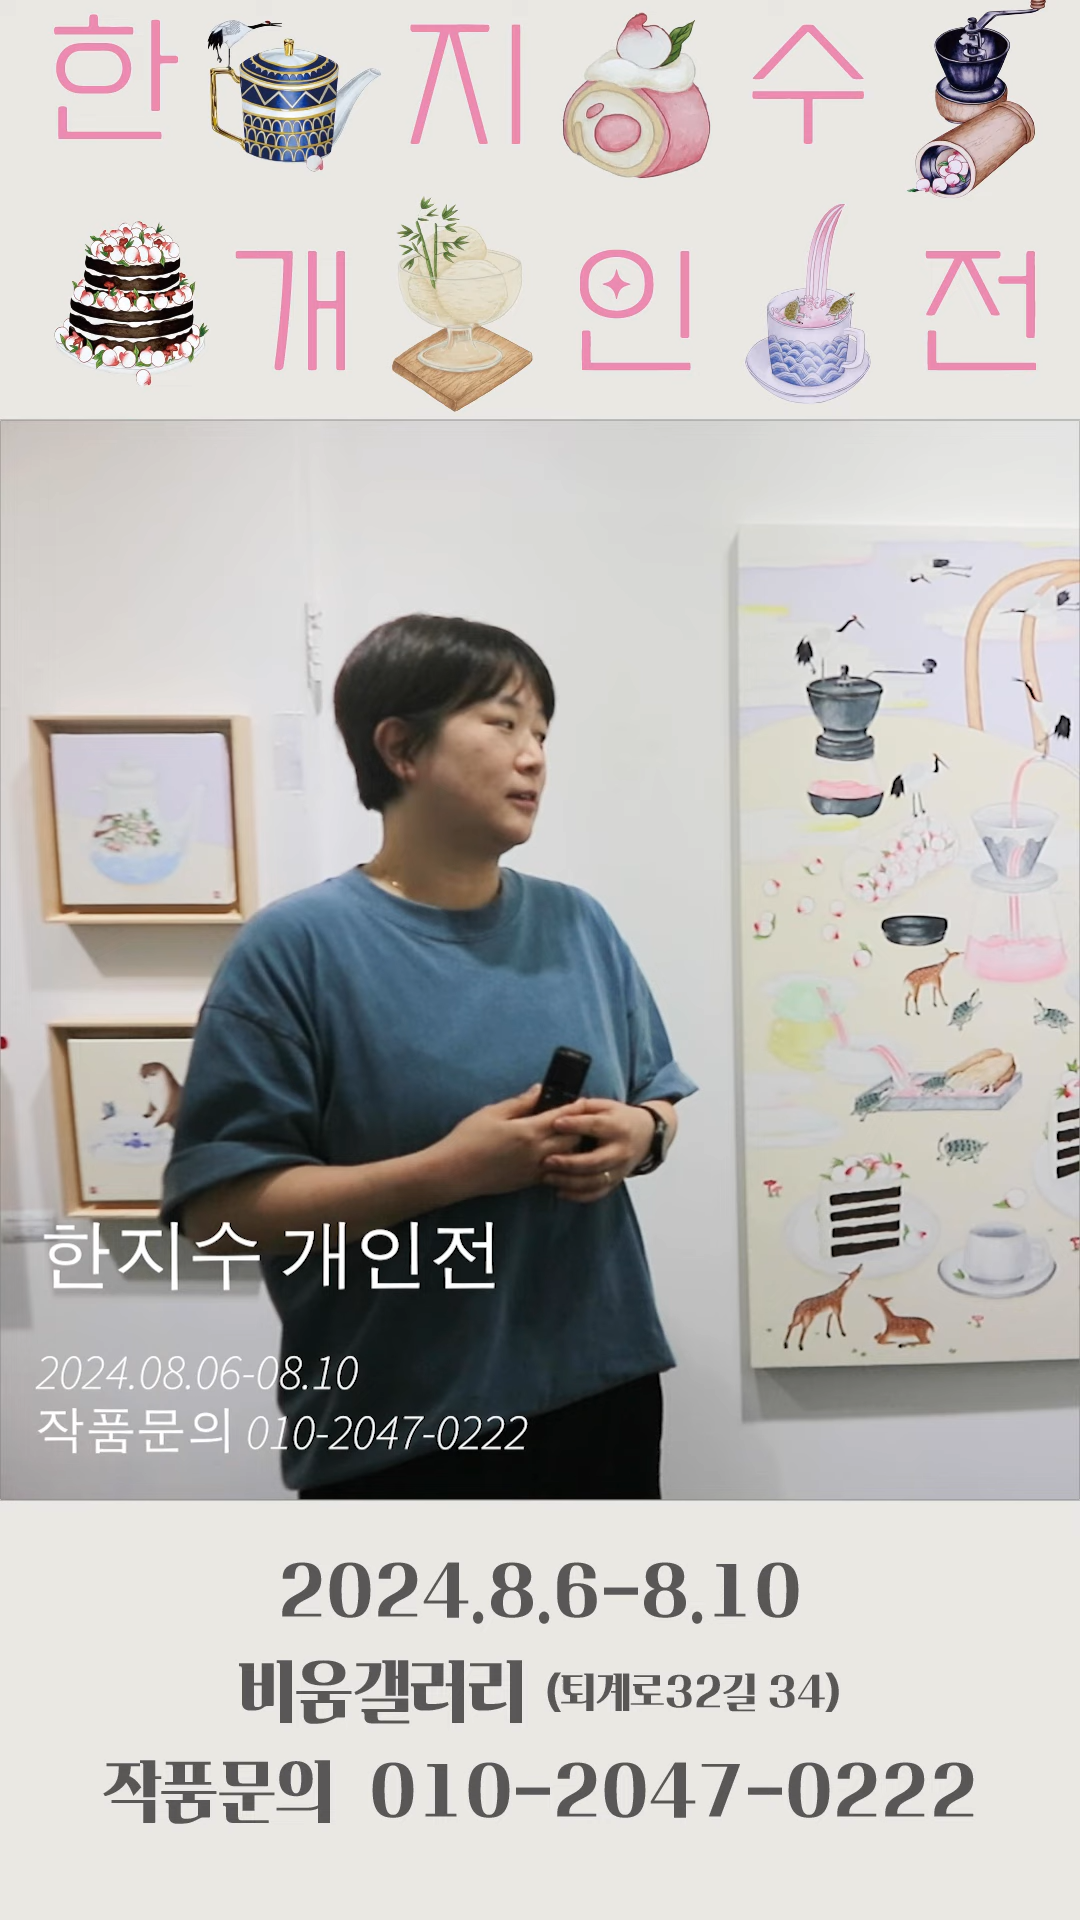 한 지 수
개 인 전
한지수 개인전
2024.08.06-08.10
작품문의 010-2047-0222
2024.8.6-8.10
비움갤러리 (퇴계로32길 34)
작품문의 010-2047-0222